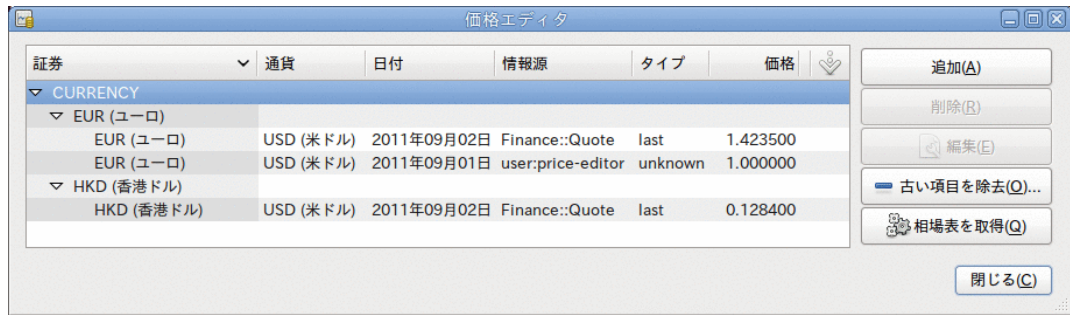 価格エディタ
証券 通貨 日付 情報源 タイプ 価格
CURRENCY
EUR (ユーロ)
EUR (ユーロ) USD (米ドル) 2011年09月02日 Finance::Quote last 1.423500
EUR (ユーロ) USD (米ドル) 2011年09月01日 user:price-editor unknown 1.000000
HKD (香港ドル)
HKD (香港ドル) USD (米ドル) 2011年09月02日 Finance::Quote last 0.128400
追加(A)
削除(R)
編集(E)
古い項目を除去(O)...
相場表を取得(Q)
閉じる(C)